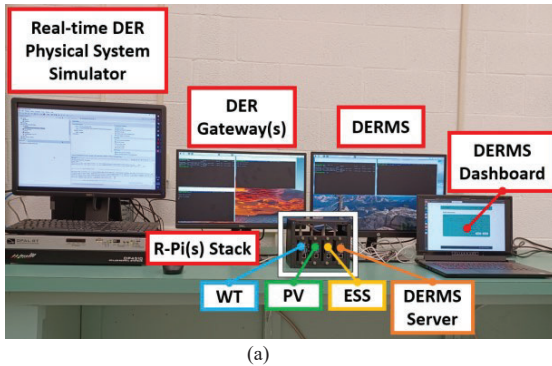 Real-time DER
Physical System
Simulator
DER
Gateway(s)
DERMS
DERMS
Dashboard
R-Pi(s) Stack
WT
PV
ESS
DERMS
Server
(a)